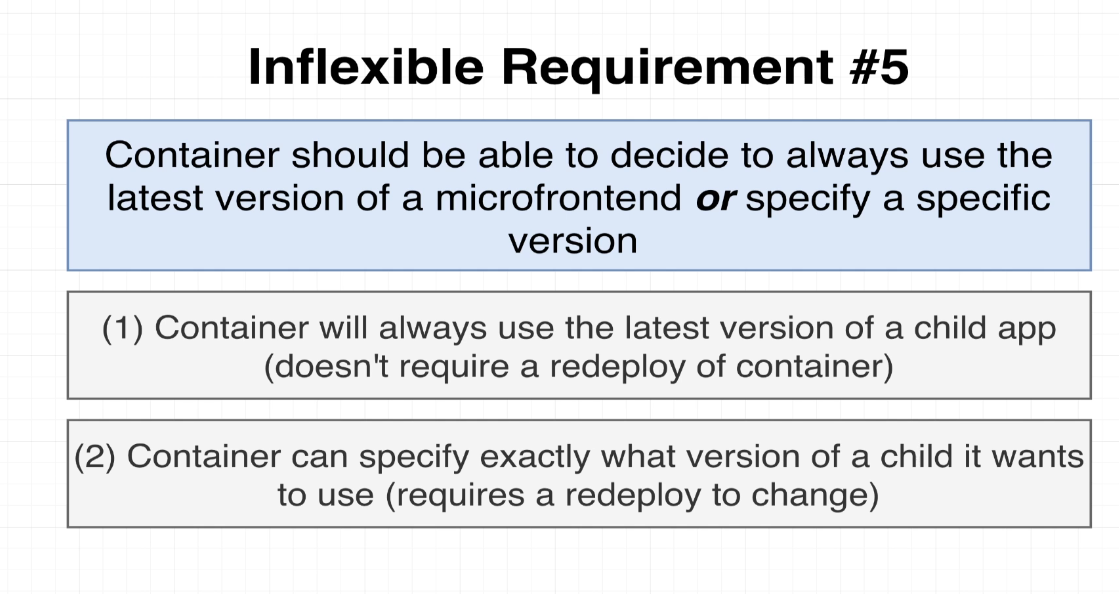 Inflexible Requirement #5
Container should be able to decide to always use the
latest version of a microfrontend or specify a specific
version
(1) Container will always use the latest version of a child app
(doesn't require a redeploy of container)
(2) Container can specify exactly what version of a child it wants
to use (requires a redeploy to change)